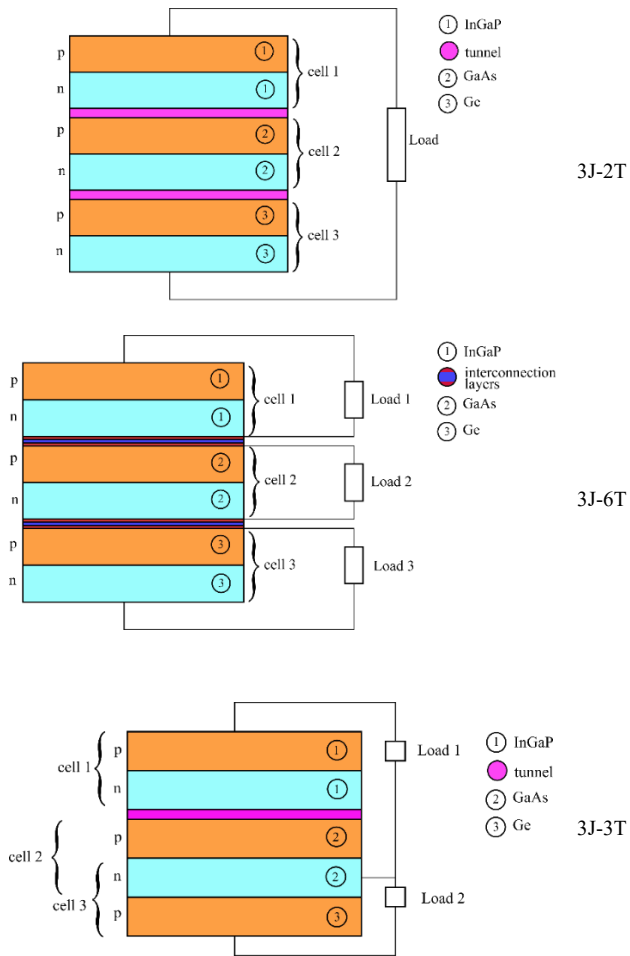 ① InGaP
tunnel
② GaAs
③ Ge
p ①
n ①
cell 1
p ②
n ②
cell 2
p ③
n ③
cell 3
Load
3J-2T
① InGaP
interconnection
layers
② GaAs
③ Ge
p ①
n ①
cell 1
Load 1
p ②
n ②
cell 2
Load 2
p ③
n ③
cell 3
Load 3
3J-6T
① InGaP
tunnel
② GaAs
③ Ge
cell 1
p ①
n ①
Load 1
cell 2
p ②
n ②
cell 3
p ③
Load 2
3J-3T